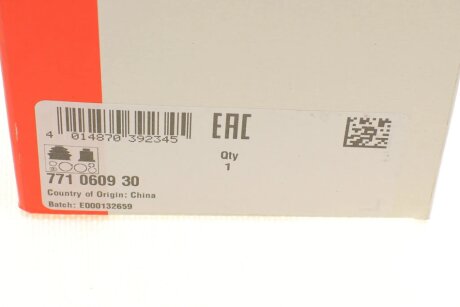 4 014870 392345
EAC
Qty
1
771 0609 30
Country of Origin: China
Batch: E000132659